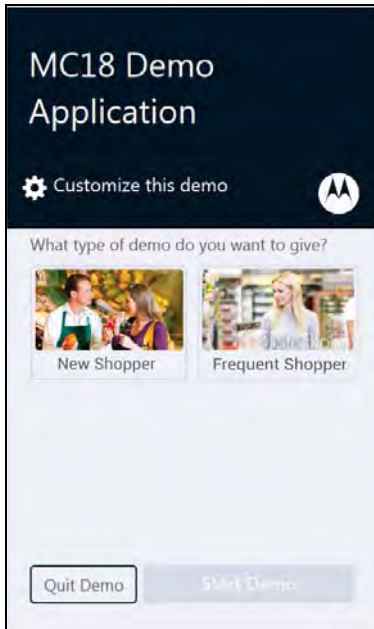 MC18 Demo
Application
Customize this demo
What type of demo do you want to give?
New Shopper
Frequent Shopper
Quit Demo
Start Demo